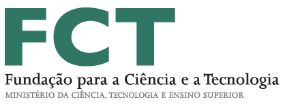 FCT
Fundação para a Ciência e a Tecnologia
MINISTÉRIO DA CIÊNCIA, TECNOLOGIA E ENSINO SUPERIOR